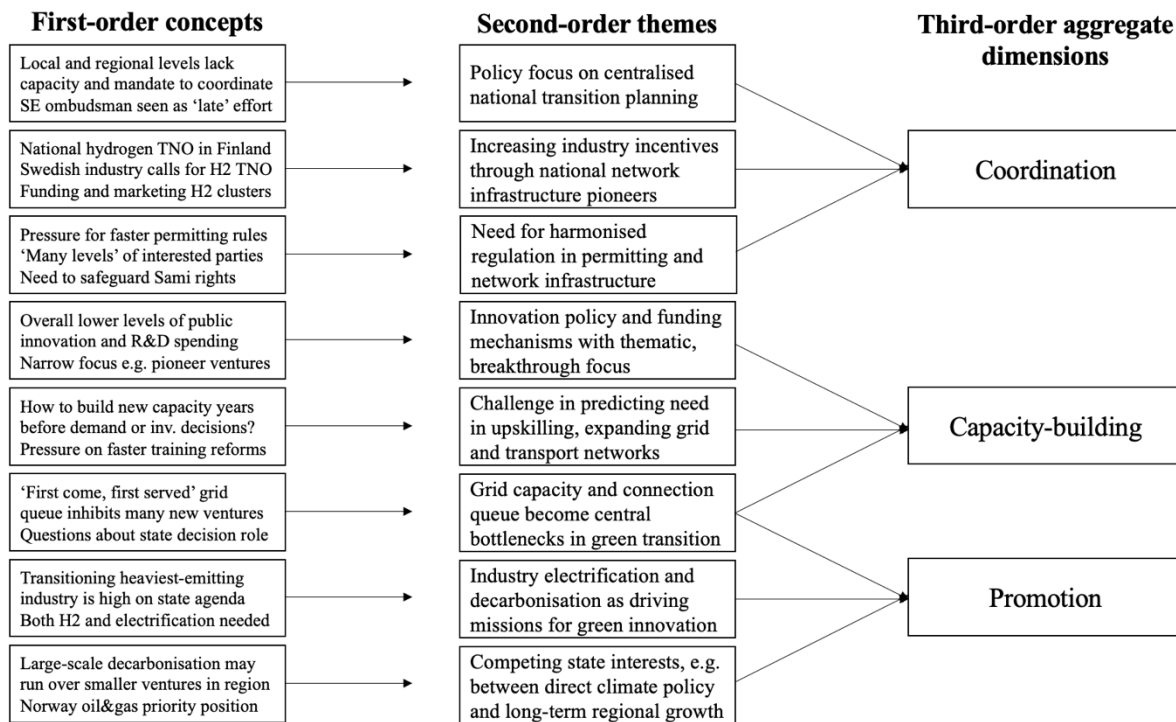 First-order concepts
Local and regional levels lack
capacity and mandate to coordinate
SE ombudsman seen as ‘late’ effort
National hydrogen TNO in Finland
Swedish industry calls for H2 TNO
Funding and marketing H2 clusters
Pressure for faster permitting rules
‘Many levels’ of interested parties
Need to safeguard Sami rights
Overall lower levels of public
innovation and R&D spending
Narrow focus e.g. pioneer ventures
How to build new capacity years
before demand or inv. decisions?
Pressure on faster training reforms
‘First come, first served’ grid
queue inhibits many new ventures
Questions about state decision role
Transitioning heaviest-emitting
industry is high on state agenda
Both H2 and electrification needed
Large-scale decarbonisation may
run over smaller ventures in region
Norway oil&gas priority position
Second-order themes
Policy focus on centralised
national transition planning
Increasing industry incentives
through national network
infrastructure pioneers
Need for harmonised
regulation in permitting and
network infrastructure
Innovation policy and funding
mechanisms with thematic,
breakthrough focus
Challenge in predicting need
in upskilling, expanding grid
and transport networks
Grid capacity and connection
queue become central
bottlenecks in green transition
Industry electrification and
decarbonisation as driving
missions for green innovation
Competing state interests, e.g.
between direct climate policy
and long-term regional growth
Third-order aggregate
dimensions
Coordination
Capacity-building
Promotion